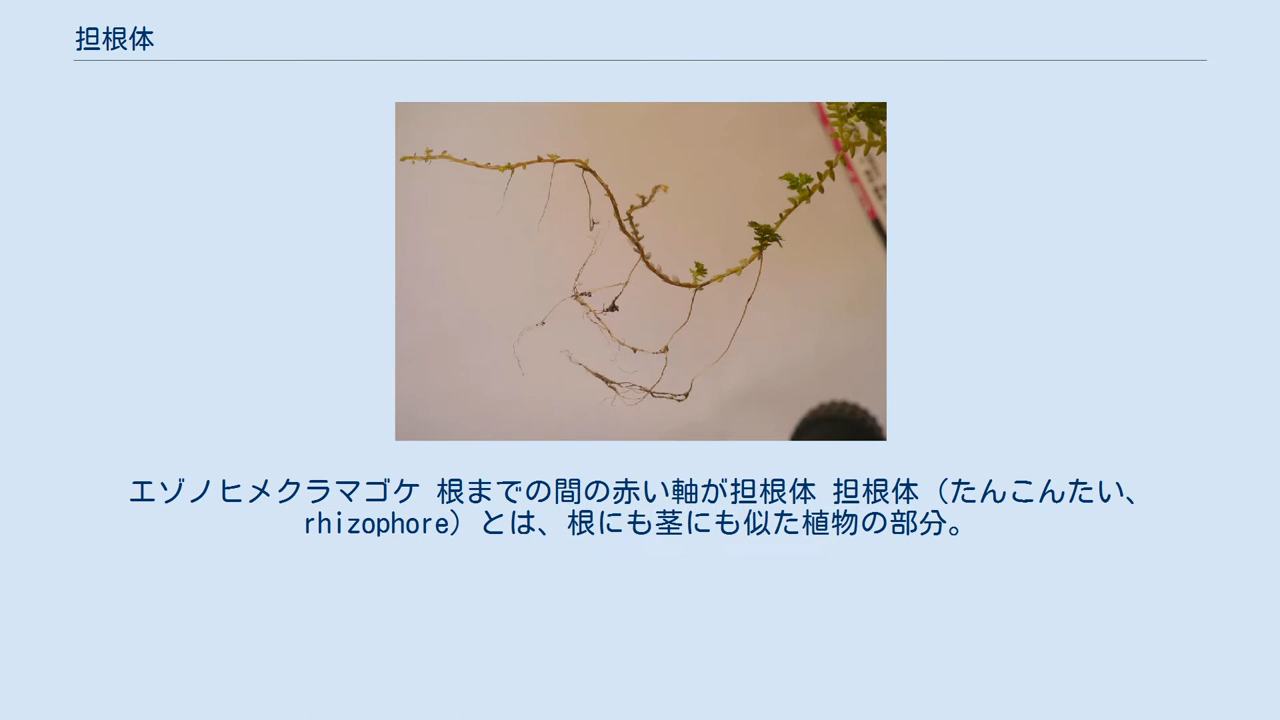 担根体
エゾノヒメクラマゴケ 根までの間の赤い軸が担根体 担根体（たんこんたい、
rhizophore）とは、根にも茎にも似た植物の部分。